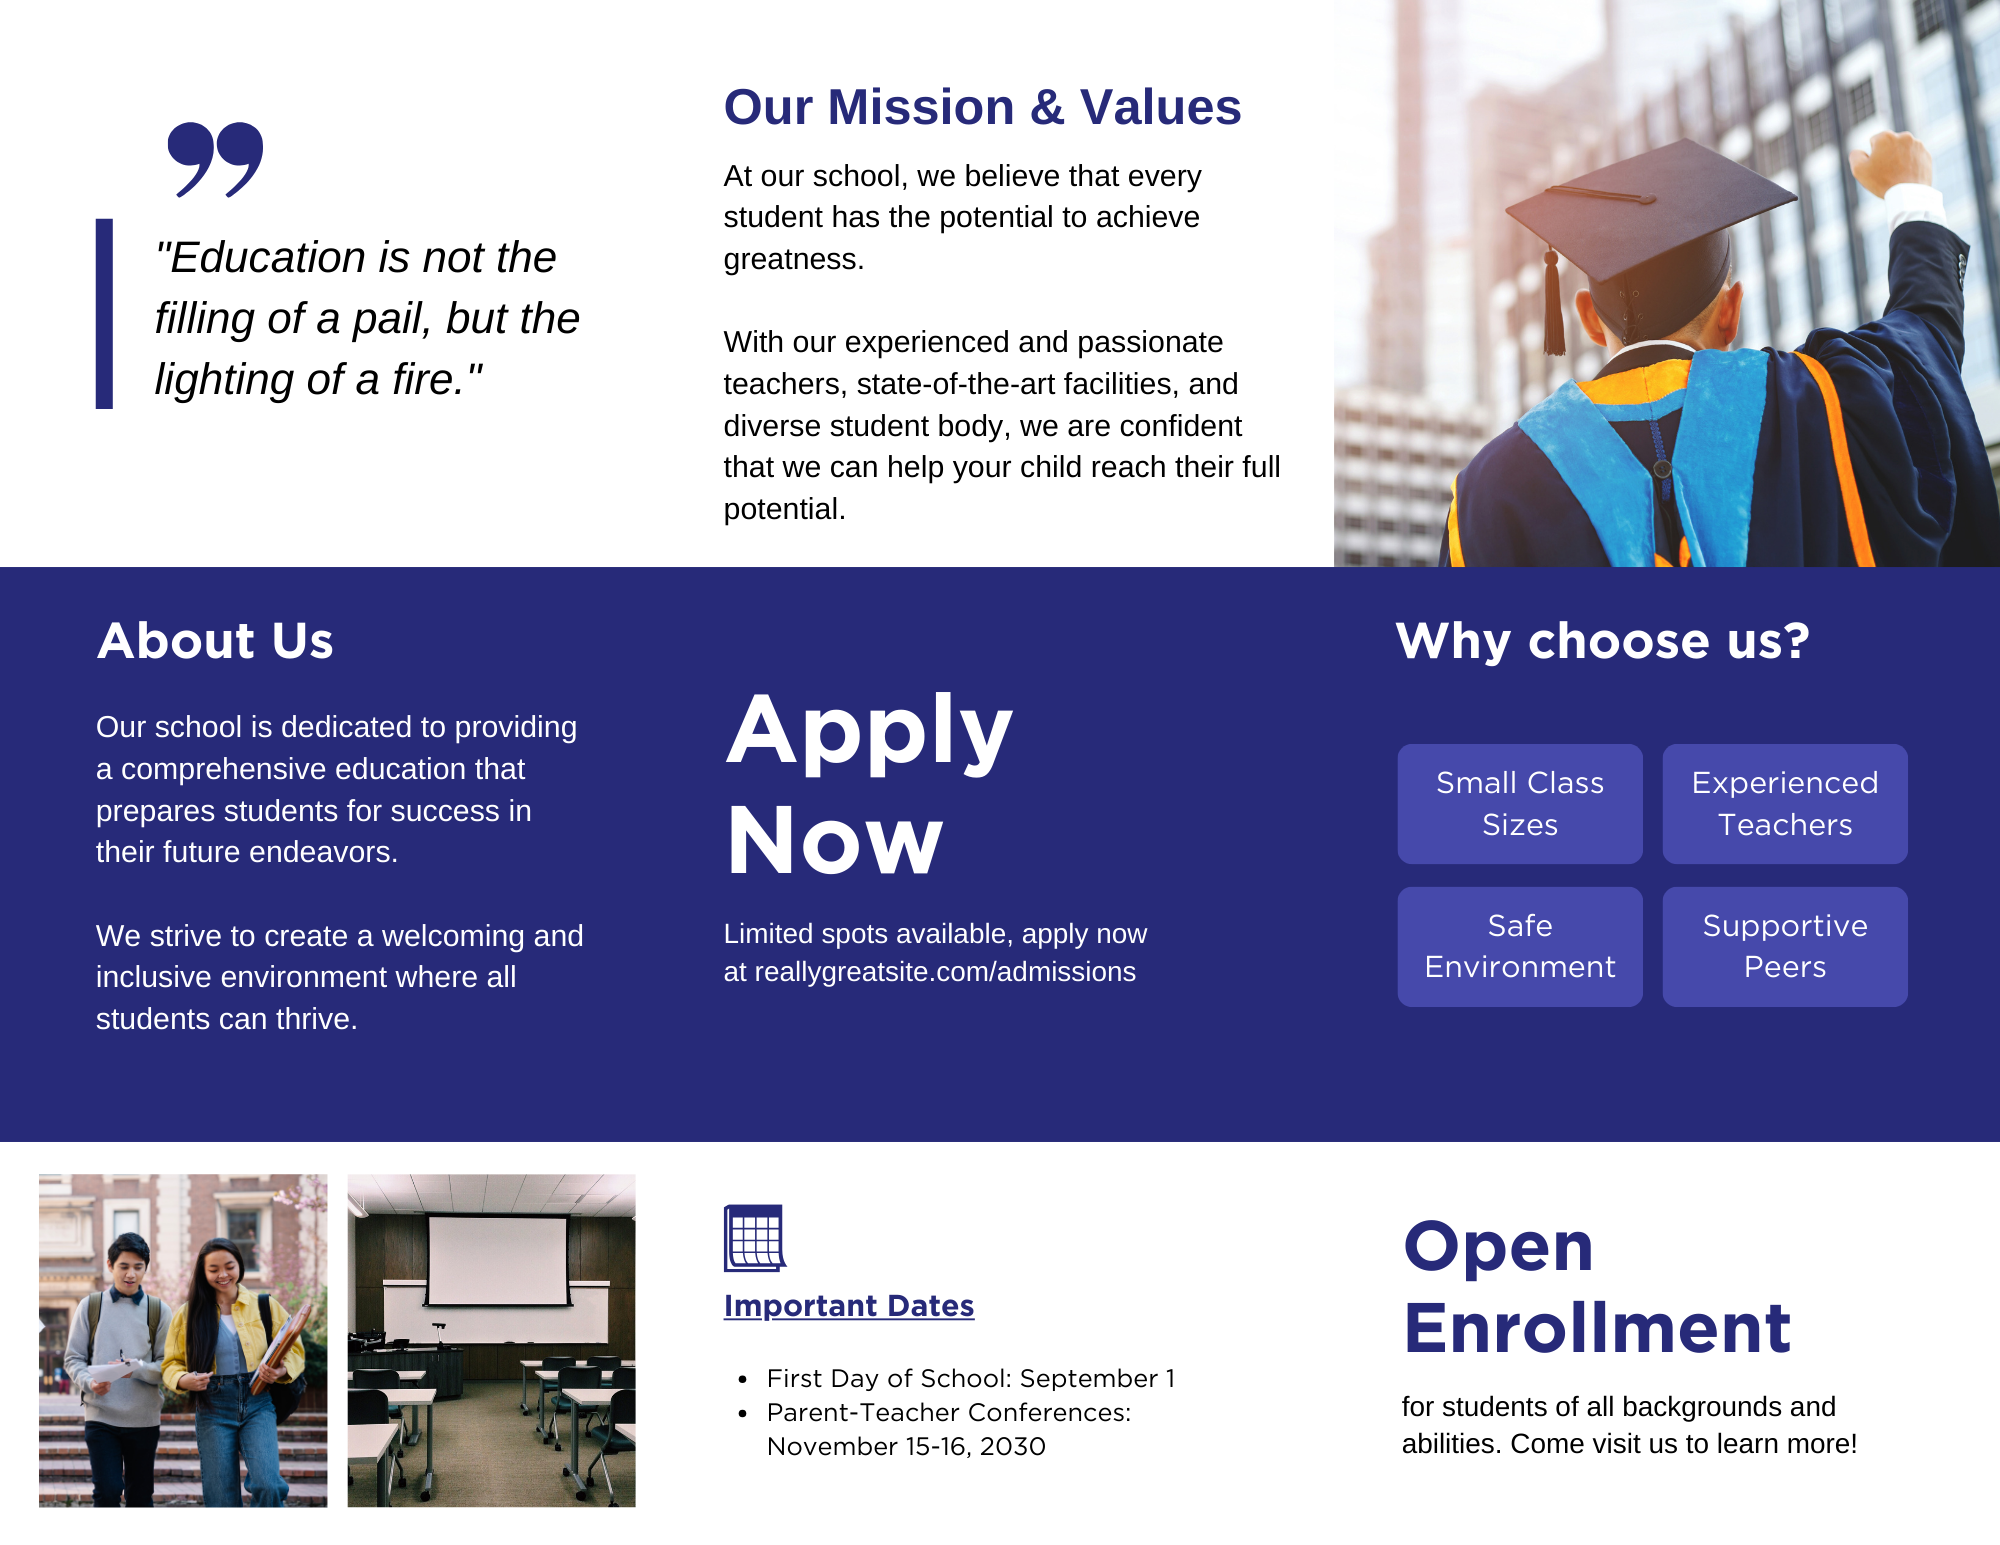 "Education is not the
filling of a pail, but the
lighting of a fire."
Our Mission & Values
At our school, we believe that every
student has the potential to achieve
greatness.
With our experienced and passionate
teachers, state-of-the-art facilities, and
diverse student body, we are confident
that we can help your child reach their full
potential.
About Us
Our school is dedicated to providing
a comprehensive education that
prepares students for success in
their future endeavors.
We strive to create a welcoming and
inclusive environment where all
students can thrive.
Apply
Now
Limited spots available, apply now
at reallygreatsite.com/admissions
Why choose us?
Small Class
Sizes
Experienced
Teachers
Safe
Environment
Supportive
Peers
Important Dates
• First Day of School: September 1
• Parent-Teacher Conferences:
November 15-16, 2030
Open
Enrollment
for students of all backgrounds and
abilities. Come visit us to learn more!